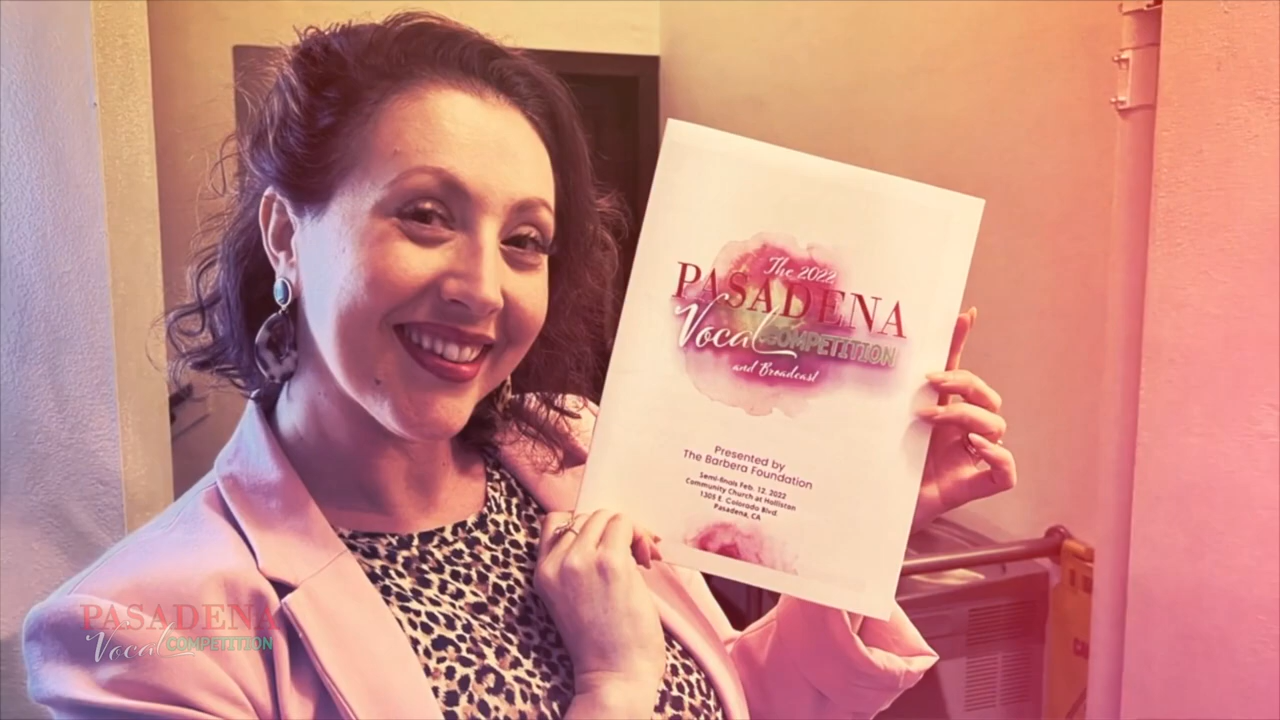 The 2022
PASADENA
Vocal COMPETITION
and Broadcast
Presented by
The Barbera Foundation
Semi-finals Feb. 12, 2022
Community Church at Holliston
1305 E. Colorado Blvd.
Pasadena, CA
PASADENA
Vocal COMPETITION